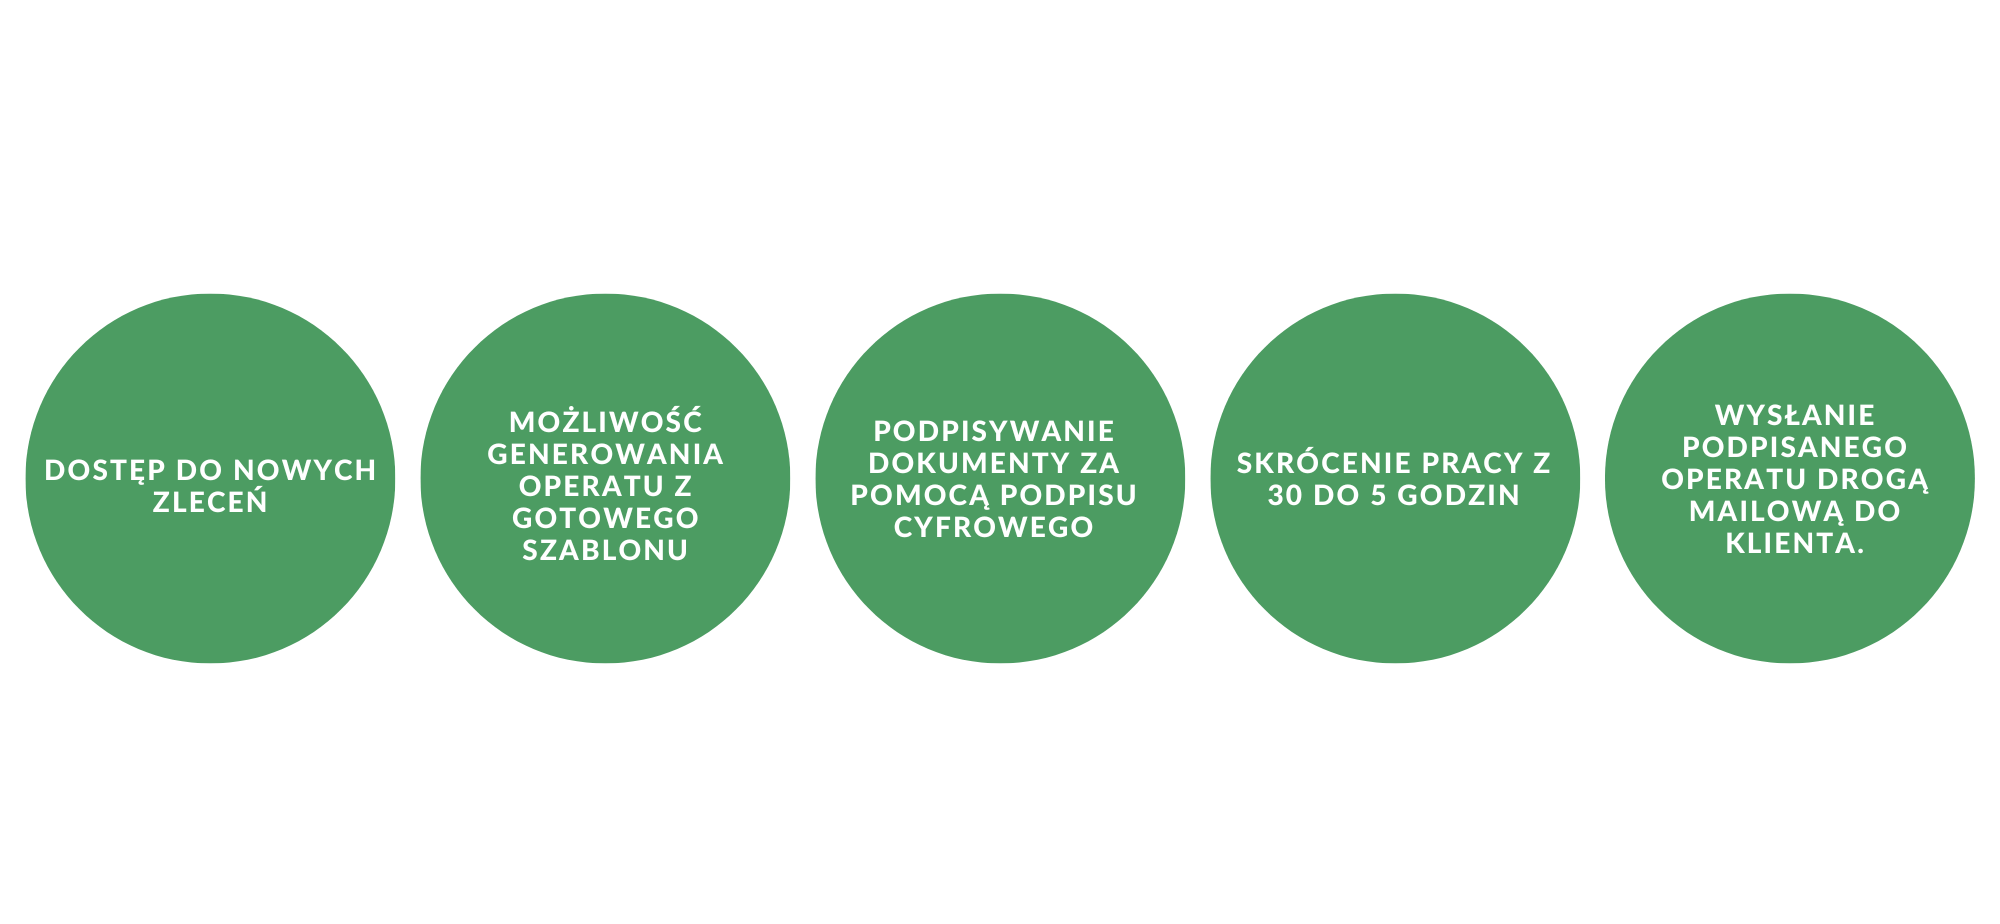 DOSTĘP DO NOWYCH
ZLECEŃ
MOŻLIWOŚĆ
GENEROWANIA
OPERATU Z
GOTOWEGO
SZABLONU
PODPISYWANIE
DOKUMENTY ZA
POMOCĄ PODPISU
CYFROWEGO
SKRÓCENIE PRACY Z
30 DO 5 GODZIN
WYSŁANIE
PODPISANEGO
OPERATU DROGĄ
MAILOWĄ DO
KLIENTA.